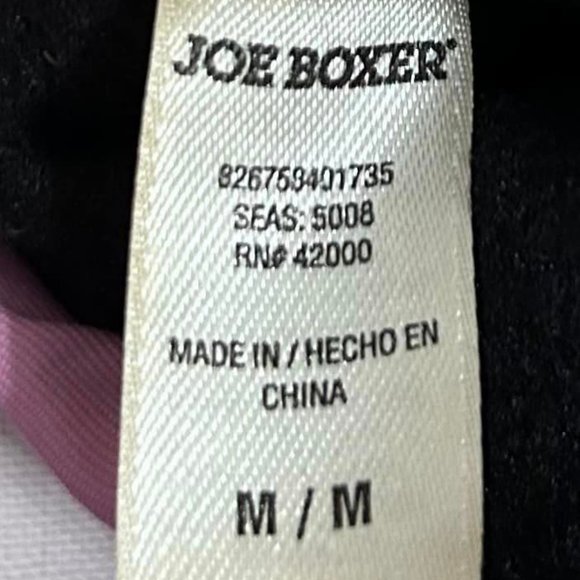 JOE BOXER®
826758401735
SEAS: 5008
RN# 42000
MADE IN / HECHO EN
CHINA
M / M